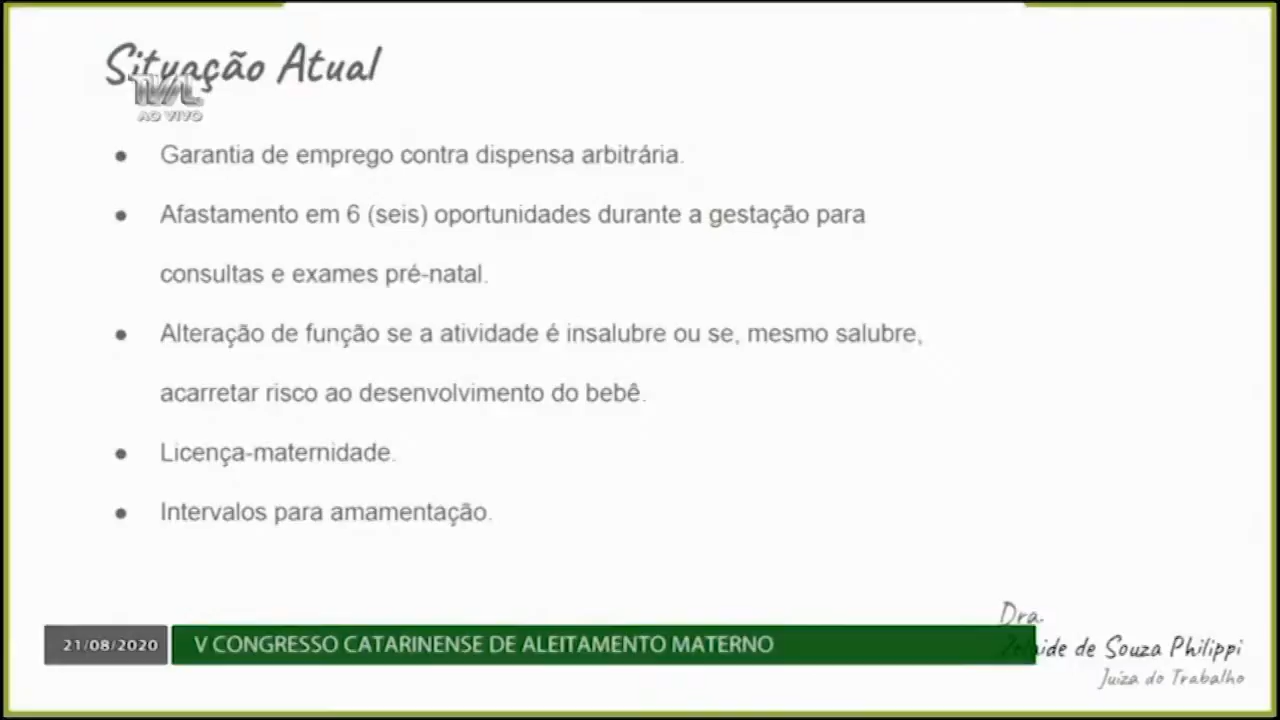 Situação Atual
TVAL
AO VIVO
● Garantia de emprego contra dispensa arbitrária.
● Afastamento em 6 (seis) oportunidades durante a gestação para
consultas e exames pré-natal.
● Alteração de função se a atividade é insalubre ou se, mesmo salubre,
acarretar risco ao desenvolvimento do bebê.
● Licença-maternidade.
● Intervalos para amamentação.
Dra.
de Souza Philippi
Juíza do Trabalho
21/08/2020
V CONGRESSO CATARINENSE DE ALEITAMENTO MATERNO